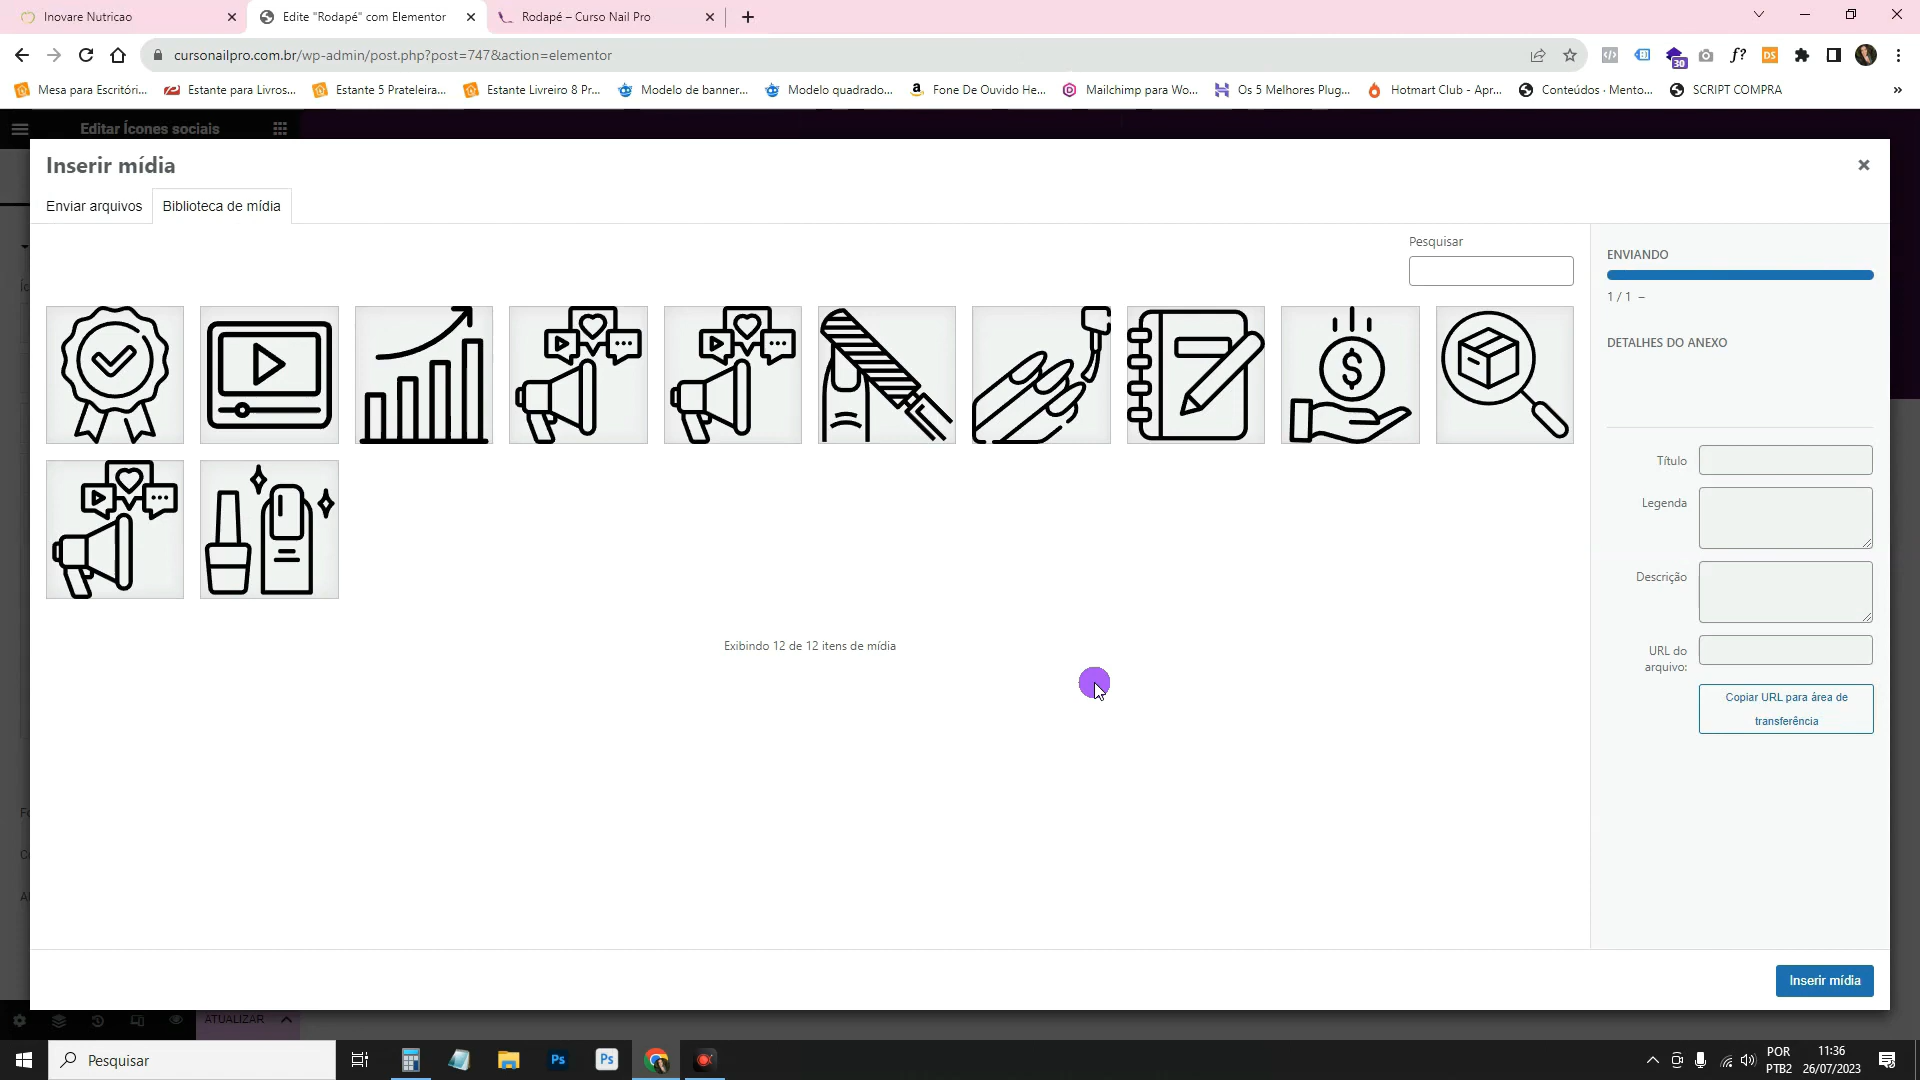 Inovare Nutricao
Edite "Rodapé" com Elementor
Rodapé – Curso Nail Pro
cursonailpro.com.br/wp-admin/post.php?post=747&action=elementor
30
f?
DS
Mesa para Escritóri...
Estante para Livros...
Estante 5 Prateleira...
Estante Livreiro 8 Pr...
Modelo de banner...
Modelo quadrado...
Fone De Ouvido He...
Mailchimp para Wo...
Os 5 Melhores Plug...
Hotmart Club - Apr...
Conteúdos · Mento...
SCRIPT COMPRA
»
Editar Ícones sociais
Inserir mídia
Enviar arquivos
Biblioteca de mídia
Pesquisar
ENVIANDO
1 / 1 –
DETALHES DO ANEXO
Título
Legenda
Descrição
URL do
arquivo:
Copiar URL para área de
transferência
Exibindo 12 de 12 itens de mídia
Inserir mídia
ATUALIZAR
Pesquisar
Ps
Ps
POR
PTB2
11:36
26/07/2023